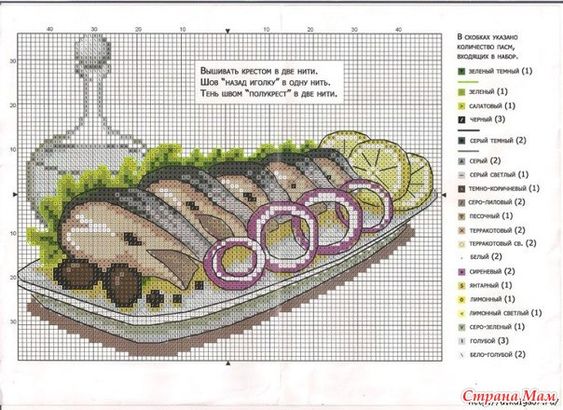 40 30 20 10 10 20 30 40
30
20
10
10
20
30
Вышивать крестом в две нити.
Шов "назад иголку" в одну нить.
Тень швом "полукрест" в две нити.
В СКОБКАХ УКАЗАНО
КОЛИЧЕСТВО ПАСМ,
ВХОДЯЩИХ В НАБОР.
ЗЕЛЕНЫЙ ТЕМНЫЙ (1)
ЗЕЛЕНЫЙ (1)
САЛАТОВЫЙ (1)
ЧЕРНЫЙ (3)
СЕРЫЙ ТЕМНЫЙ (2)
СЕРЫЙ (2)
СЕРЫЙ СВЕТЛЫЙ (1)
ТЕМНО-КОРИЧНЕВЫЙ (1)
СЕРО-ЛИЛОВЫЙ (2)
ПЕСОЧНЫЙ (1)
ТЕРРАКОТОВЫЙ (2)
ТЕРРАКОТОВЫЙ СВ. (2)
БЕЛЫЙ (2)
СИРЕНЕВЫЙ (2)
ЯНТАРНЫЙ (1)
ЛИМОННЫЙ (1)
ЛИМОННЫЙ СВЕТЛЫЙ (1)
СЕРО-ЗЕЛЕНЫЙ (1)
ГОЛУБОЙ (3)
БЕЛО-ГОЛУБОЙ (2)
Страна Мам